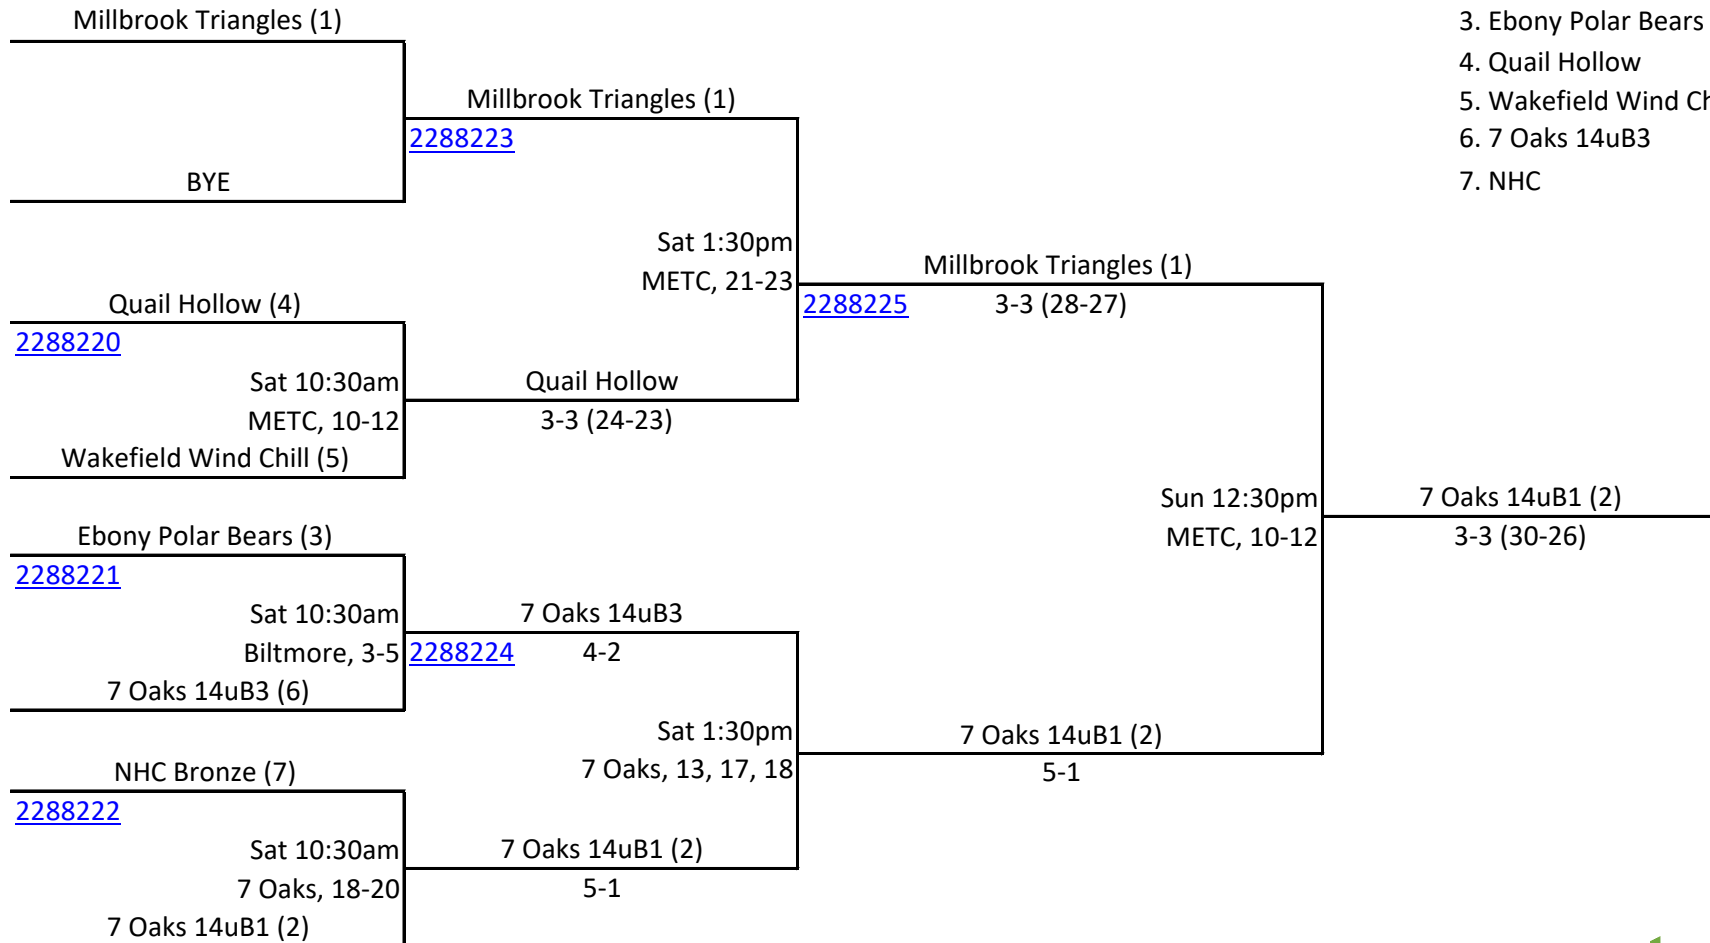 Millbrook Triangles (1)
3. Ebony Polar Bears
4. Quail Hollow
5. Wakefield Wind
6. 7 Oaks 14uB3
7. NHC
Millbrook Triangles (1)
2288223
BYE
Sat 1:30pm
METC, 21-23
Millbrook Triangles (1)
2288225
3-3 (28-27)
Quail Hollow (4)
2288220
Sat 10:30am
METC, 10-12
Quail Hollow
3-3 (24-23)
Wakefield Wind Chill (5)
Sun 12:30pm
METC, 10-12
7 Oaks 14uB1 (2)
3-3 (30-26)
Ebony Polar Bears (3)
2288221
Sat 10:30am
Biltmore, 3-5
7 Oaks 14uB3
2288224
4-2
7 Oaks 14uB3 (6)
Sat 1:30pm
7 Oaks, 13, 17, 18
7 Oaks 14uB1 (2)
5-1
NHC Bronze (7)
2288222
Sat 10:30am
7 Oaks, 18-20
7 Oaks 14uB1 (2)
5-1
7 Oaks 14uB1 (2)